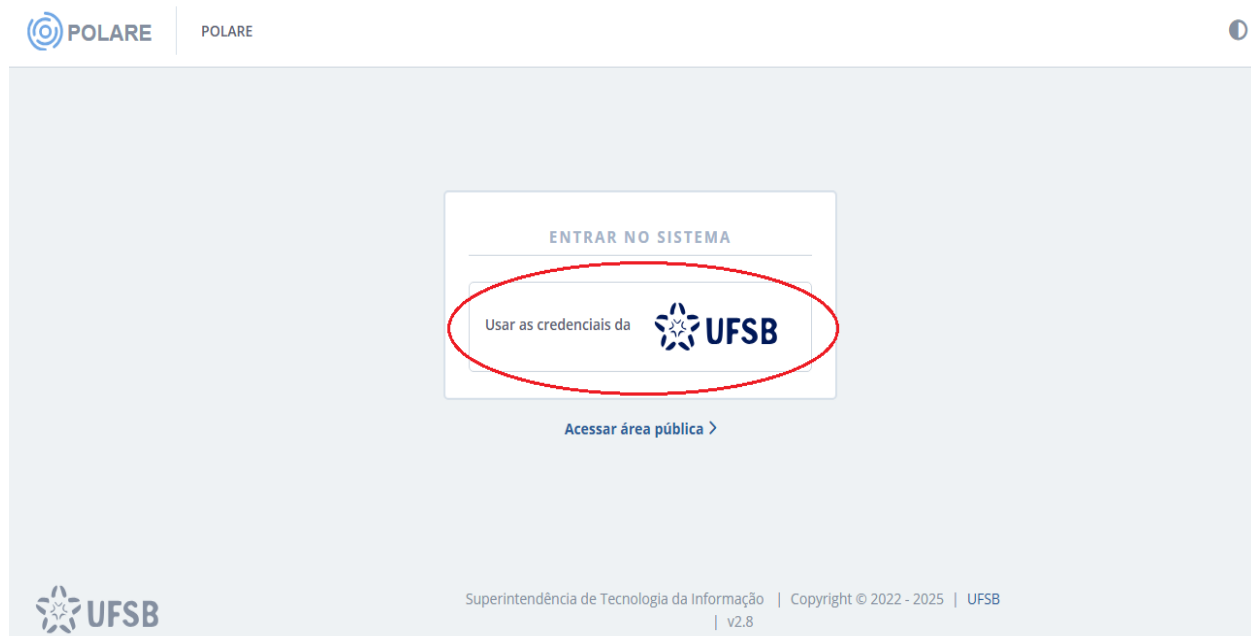 POLARE
POLARE
ENTRAR NO SISTEMA
Usar as credenciais da
UFSB
Acessar área pública >
UFSB
Superintendência de Tecnologia da Informação | Copyright © 2022 - 2025 | UFSB
| v2.8